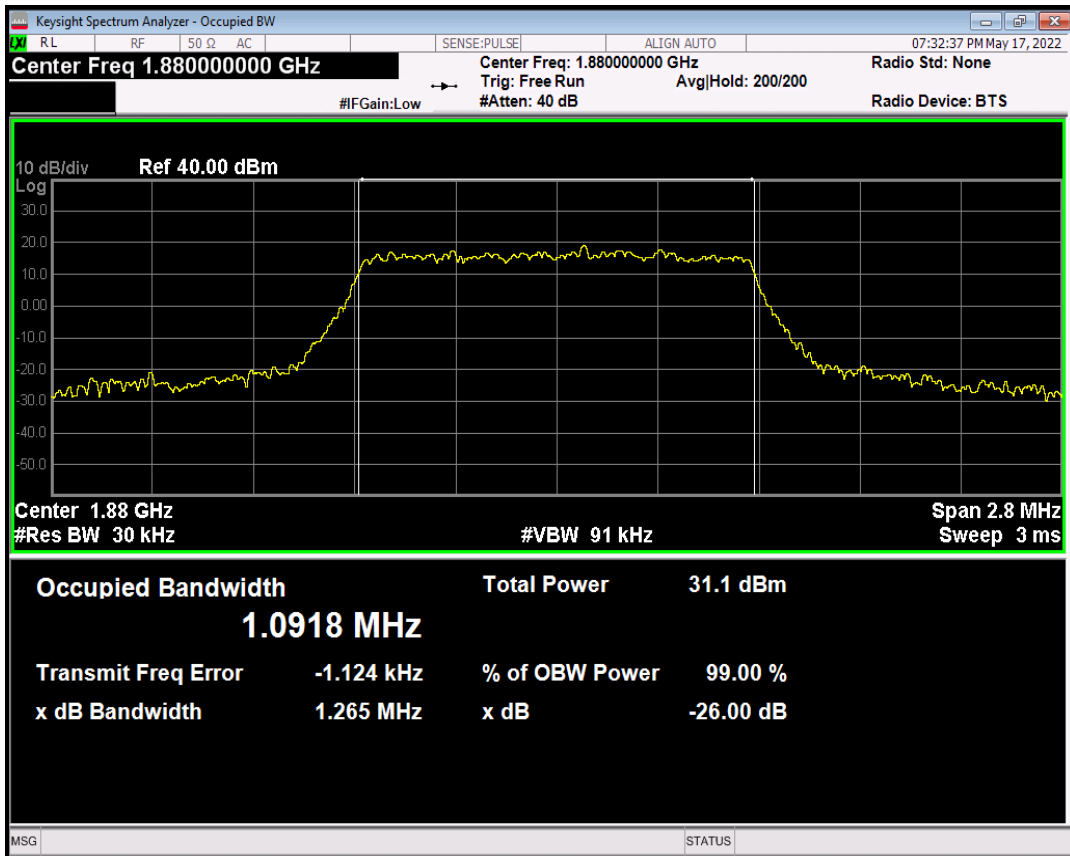 Keysight Spectrum Analyzer - Occupied BW
LXI RL RF 50 Ω AC SENSE:PULSE ALIGN AUTO 07:32:37 PM May 17, 2022
Center Freq 1.880000000 GHz
Center Freq: 1.880000000 GHz
Radio Std: None
Trig: Free Run Avg|Hold: 200/200
#IFGain:Low #Atten: 40 dB Radio Device: BTS
10 dB/div Ref 40.00 dBm
Log
30.0
20.0
10.0
0.00
-10.0
-20.0
-30.0
-40.0
-50.0
Center 1.88 GHz Span 2.8 MHz
#Res BW 30 kHz #VBW 91 kHz Sweep 3 ms
Occupied Bandwidth Total Power 31.1 dBm
1.0918 MHz
Transmit Freq Error -1.124 kHz % of OBW Power 99.00 %
x dB Bandwidth 1.265 MHz x dB -26.00 dB
MSG STATUS